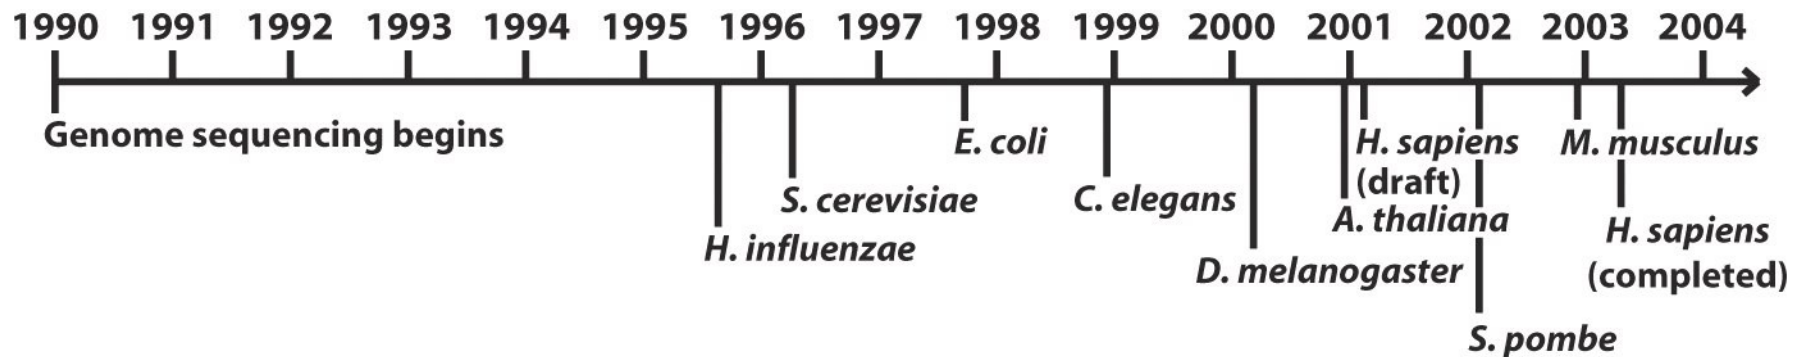 1990 1991 1992 1993 1994 1995 1996 1997 1998 1999 2000 2001 2002 2003 2004
Genome sequencing begins
H. influenzae
S. cerevisiae
E. coli
C. elegans
D. melanogaster
A. thaliana
H. sapiens
(draft)
S. pombe
M. musculus
H. sapiens
(completed)